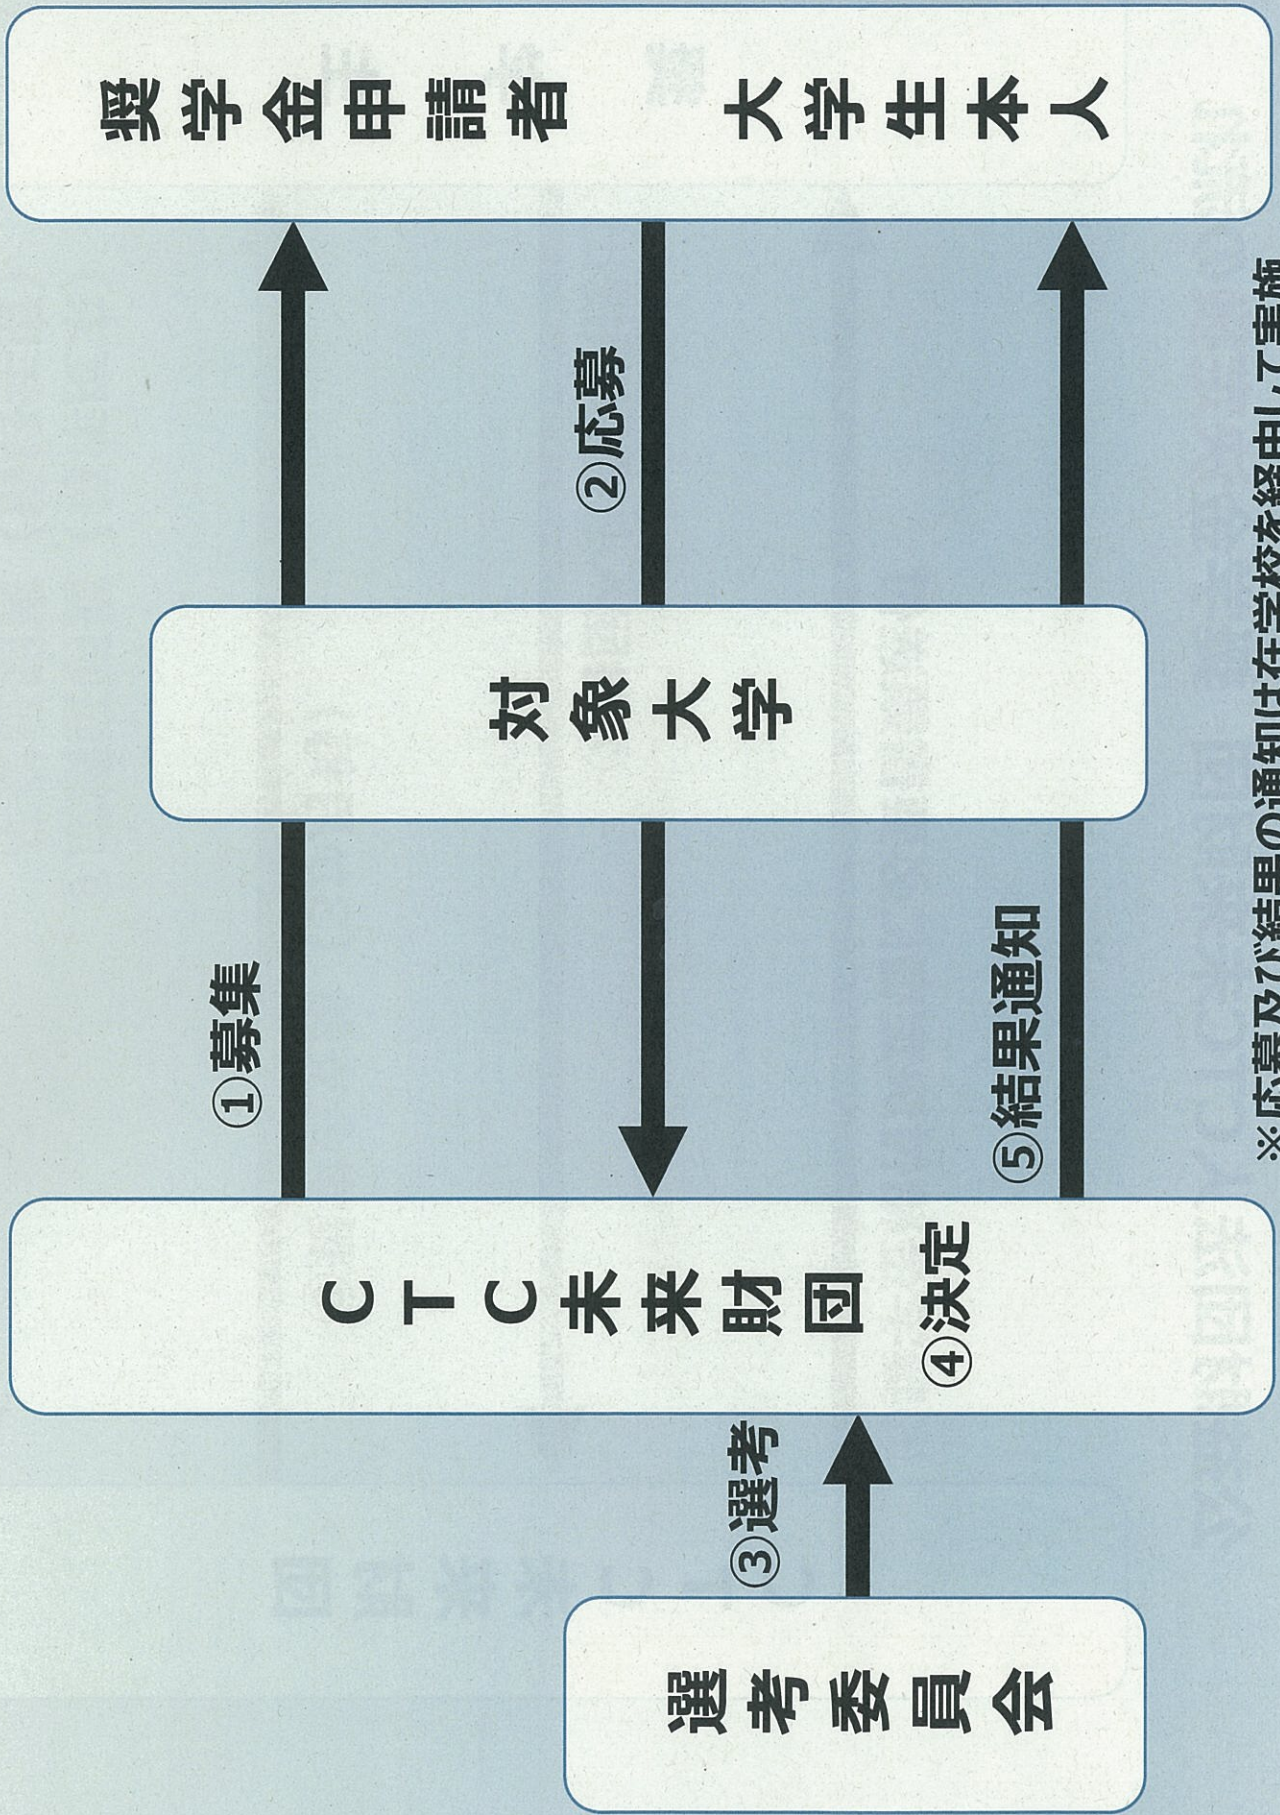 奨学金申請者 大学生本人
①募集
②応募
対象大学
CTC未来財団
④決定
⑤結果通知
③選考
選考委員会
※応募及び結果の通知は在学校を経由して実施